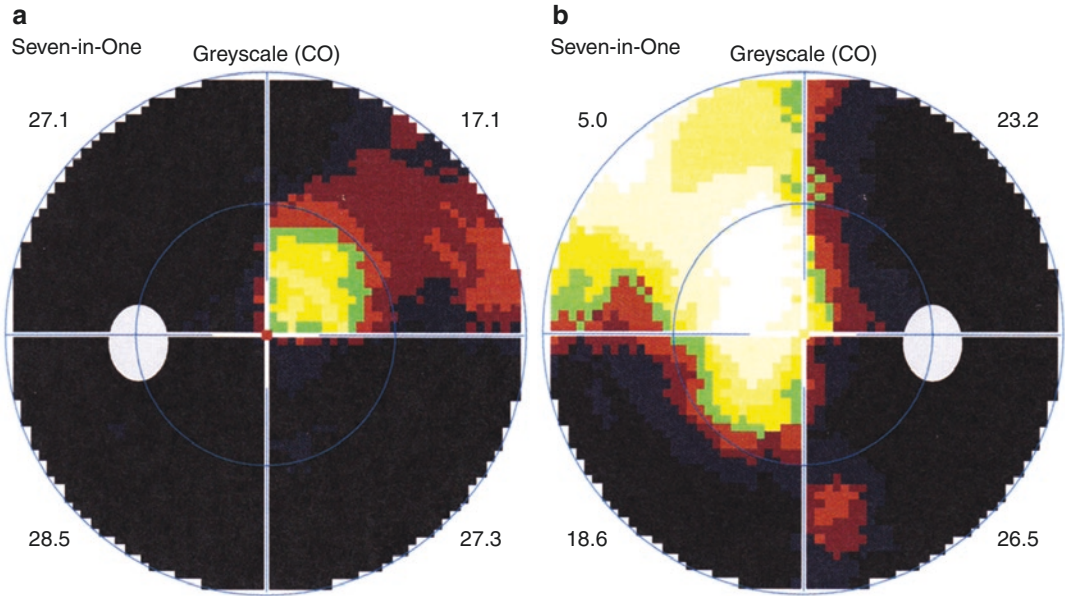 a
Seven-in-One
Greyscale (CO)
27.1
17.1
28.5
27.3
b
Seven-in-One
Greyscale (CO)
5.0
23.2
18.6
26.5